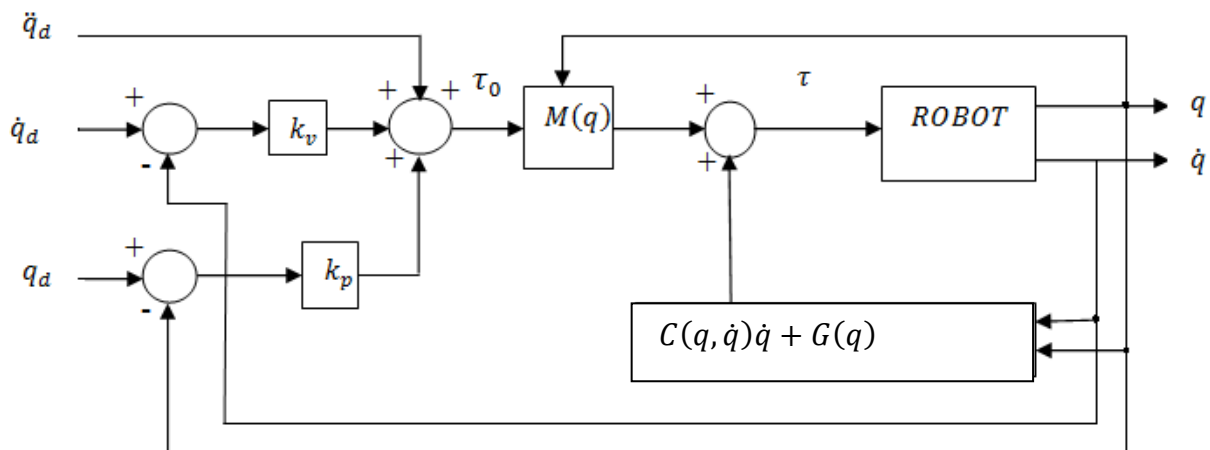 q̈_d
+
q̇_d
-
k_v
+
+
+
τ_0
M(q)
+
+
τ
ROBOT
q
q̇
+
q_d
-
k_p
C(q, q̇)q̇ + G(q)